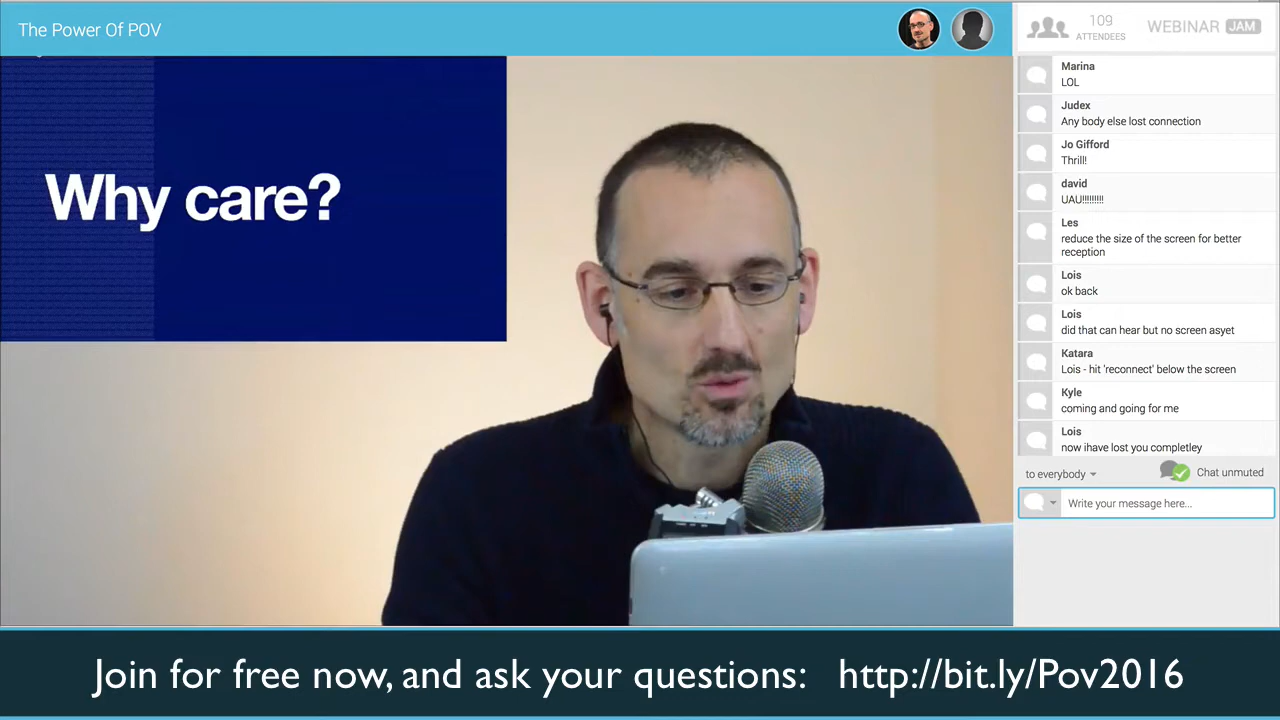 The Power Of POV
Why care?
109
ATTENDEES
WEBINAR JAM
Marina
LOL
Judex
Any body else lost connection
Jo Gifford
Thrill!
david
UAU!!!!!!!!!
Les
reduce the size of the screen for better
reception
Lois
ok back
Lois
did that can hear but no screen asyet
Katara
Lois - hit 'reconnect' below the screen
Kyle
coming and going for me
Lois
now ihave lost you completley
to everybody
Chat unmuted
Write your message here...
Join for free now, and ask your questions: http://bit.ly/Pov2016